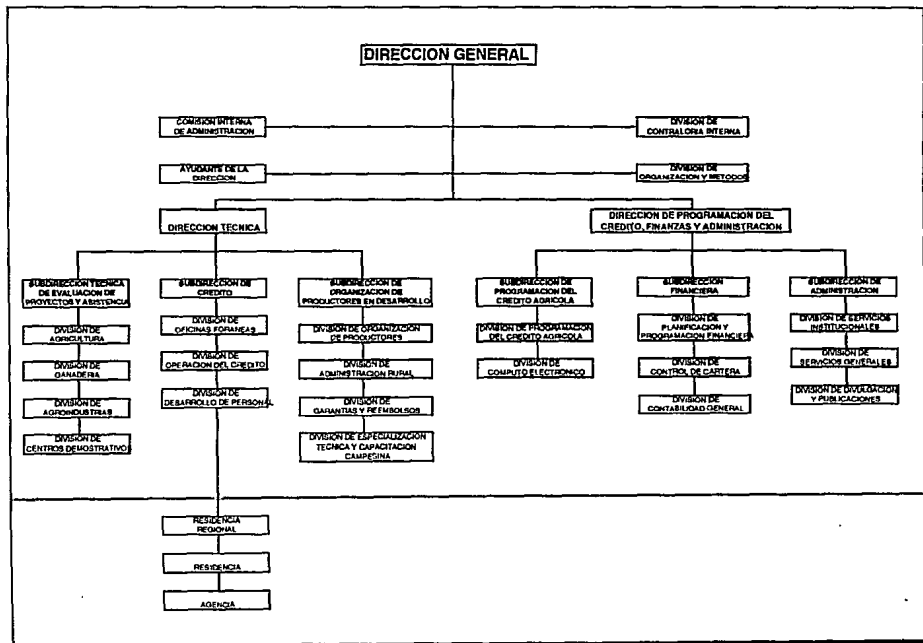 DIRECCION GENERAL
COMISION INTERNA
DE ADMINISTRACION
DIVISION DE
CONTRALORIA INTERNA
AYUDANTE DE LA
DIRECCION
DIVISION DE
ORGANIZACION Y METODOS
DIRECCION TECNICA
DIRECCION DE PROGRAMACION DEL
CREDITO, FINANZAS Y ADMINISTRACION
SUBDIRECCION TECNICA
DE EVALUACION DE
PROYECTOS Y ASISTENCIA
DIVISION DE
AGRICULTURA
DIVISION DE
GANADERIA
DIVISION DE
AGROINDUSTRIAS
DIVISION DE
CENTROS DEMOSTRATIVOS
SUBDIRECCION DE
CREDITO
DIVISION DE
OFICINAS FORANEAS
DIVISION DE
OPERACION DEL CREDITO
DIVISION DE
DESARROLLO DE PERSONAL
SUBDIRECCION DE
ORGANIZACION DE
PRODUCTORES EN DESARROLLO
DIVISION DE ORGANIZACION
DE PRODUCTORES
DIVISION DE
ADMINISTRACION RURAL
DIVISION DE
GARANTIAS Y REEMBOLSOS
DIVISION DE ESPECIALIZACION
TECNICA Y CAPACITACION
CAMPESINA
SUBDIRECCION DE
PROGRAMACION DEL
CREDITO AGRICOLA
DIVISION DE PROGRAMACION
DEL CREDITO AGRICOLA
DIVISION DE
COMPUTO ELECTRONICO
SUBDIRECCION
FINANCIERA
DIVISION DE
PLANIFICACION Y
PROGRAMACION FINANCIERA
DIVISION DE
CONTROL DE CARTERA
DIVISION DE
CONTABILIDAD GENERAL
SUBDIRECCION DE
ADMINISTRACION
DIVISION DE SERVICIOS
INSTITUCIONALES
DIVISION DE
SERVICIOS GENERALES
DIVISION DE DIVULGACION
Y PUBLICACIONES
RESIDENCIA
REGIONAL
RESIDENCIA
AGENCIA